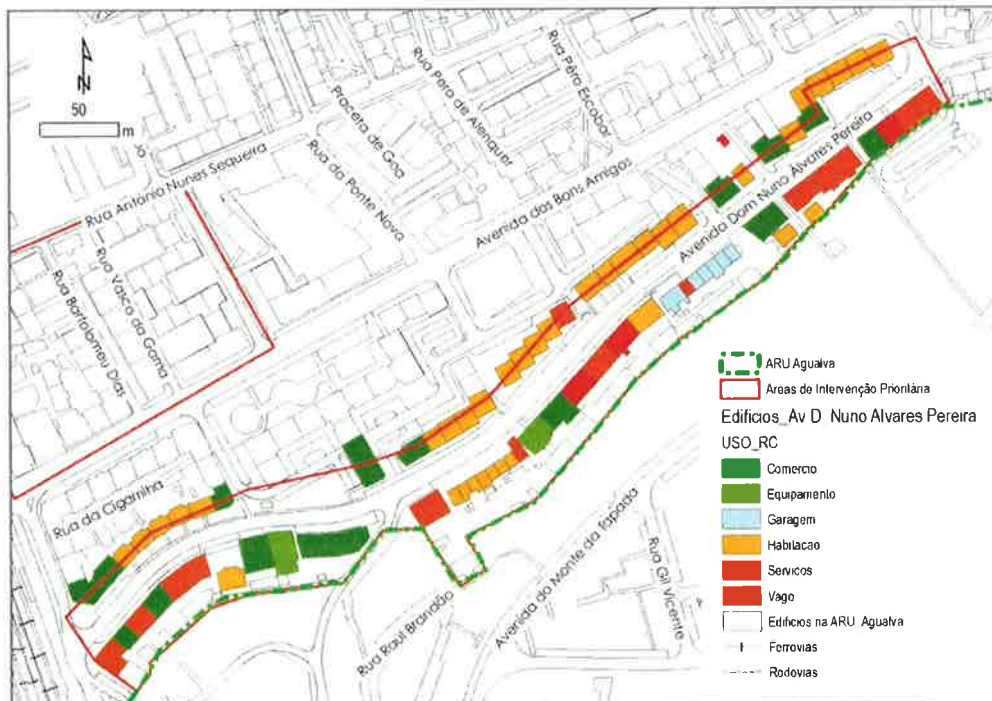 50
m
Rua António Nunes Sequeira
Praceta de Goa
Rua Pero de Alenquer
Rua Pêro Escobar
Rua da Ponte Nova
Avenida dos Bons Amigos
Avenida Dom Nuno Álvares Pereira
Rua Vasco da Gama
Rua Bartolomeu Dias
Rua da Cigarrilha
Rua Raul Brandão
Avenida do Monte da Tapada
Rua Gil Vicente
ARU Agualva
Areas de Intervenção Prioritária
Edificios_Av D Nuno Alvares Pereira
USO_RC
Comercio
Equipamento
Garagem
Habitacao
Servicos
Vago
Edificios na ARU Agualva
Ferrovias
Rodovias